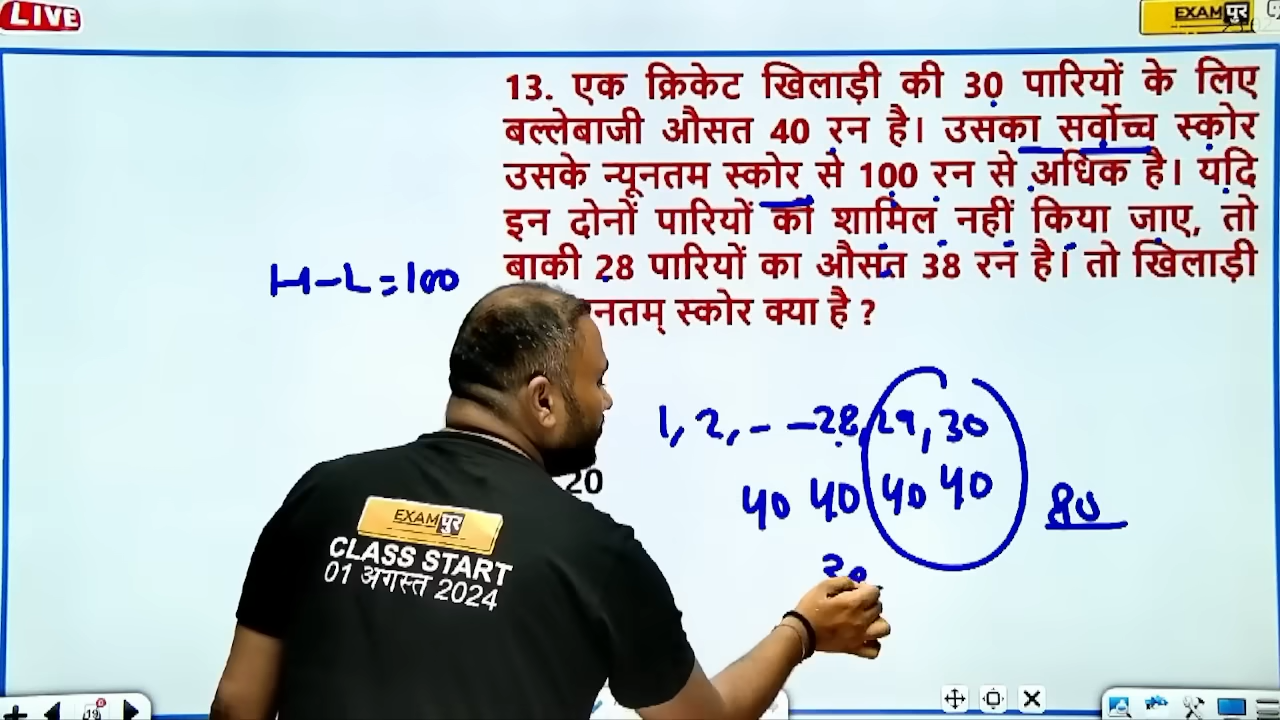 LIVE
EXAM पुर
13. एक क्रिकेट खिलाड़ी की 30 पारियों के लिए
बल्लेबाजी औसत 40 रन है। उसका सर्वोच्च स्कोर
उसके न्यूनतम स्कोर से 100 रन से अधिक है। यदि
इन दोनों पारियों को शामिल नहीं किया जाए, तो
बाकी 28 पारियों का औसत 38 रन है। तो खिलाड़ी
नतम् स्कोर क्या है ?
H-L=100
1, 2, - - 28, 29, 30
20
40 40 40 40 80
EXAM पुर
CLASS START
01 अगस्त 2024